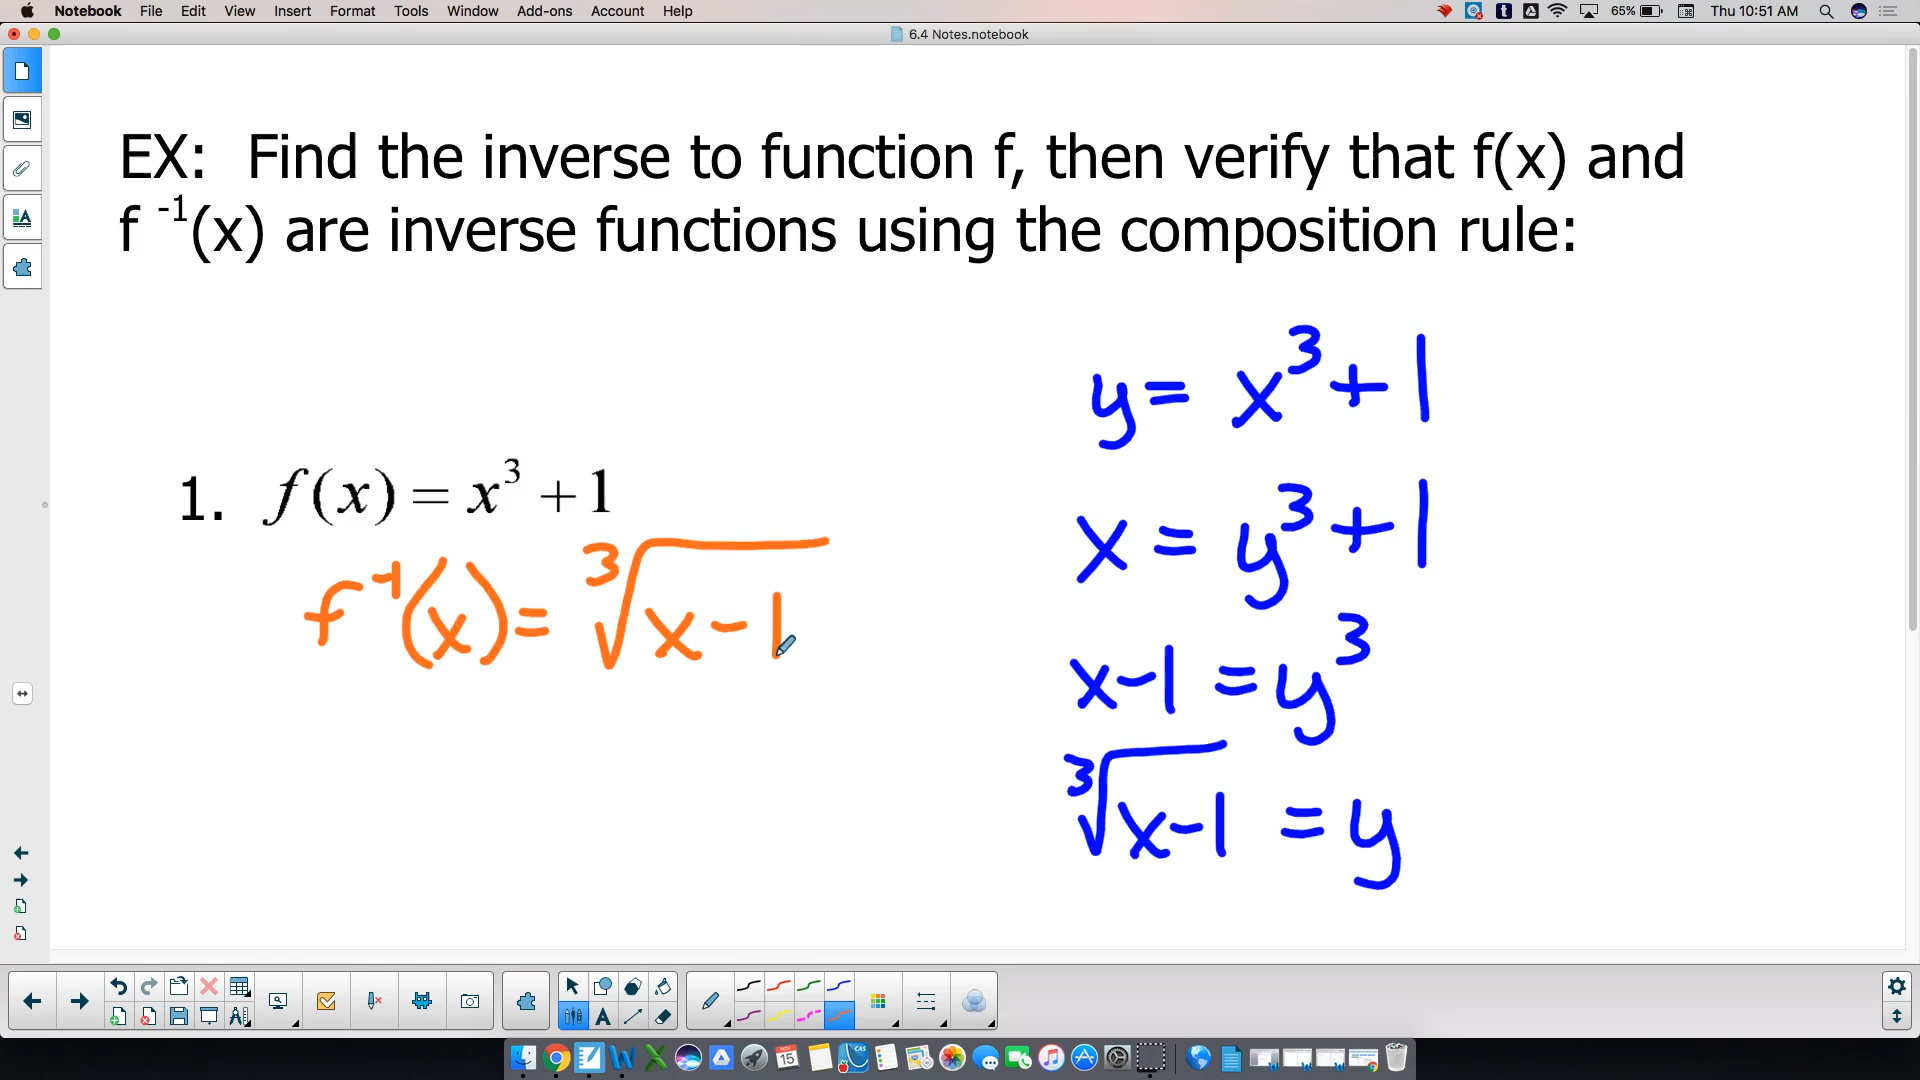 Notebook File Edit View Insert Format Tools Window Add-ons Account Help 65% Thu 10:51 AM
6.4 Notes.notebook
EX: Find the inverse to function f, then verify that f(x) and
f ⁻¹(x) are inverse functions using the composition rule:
1. f(x) = x³ + 1
f⁻¹(x) = ∛(x - 1)
y = x³ + 1
x = y³ + 1
x - 1 = y³
∛(x - 1) = y